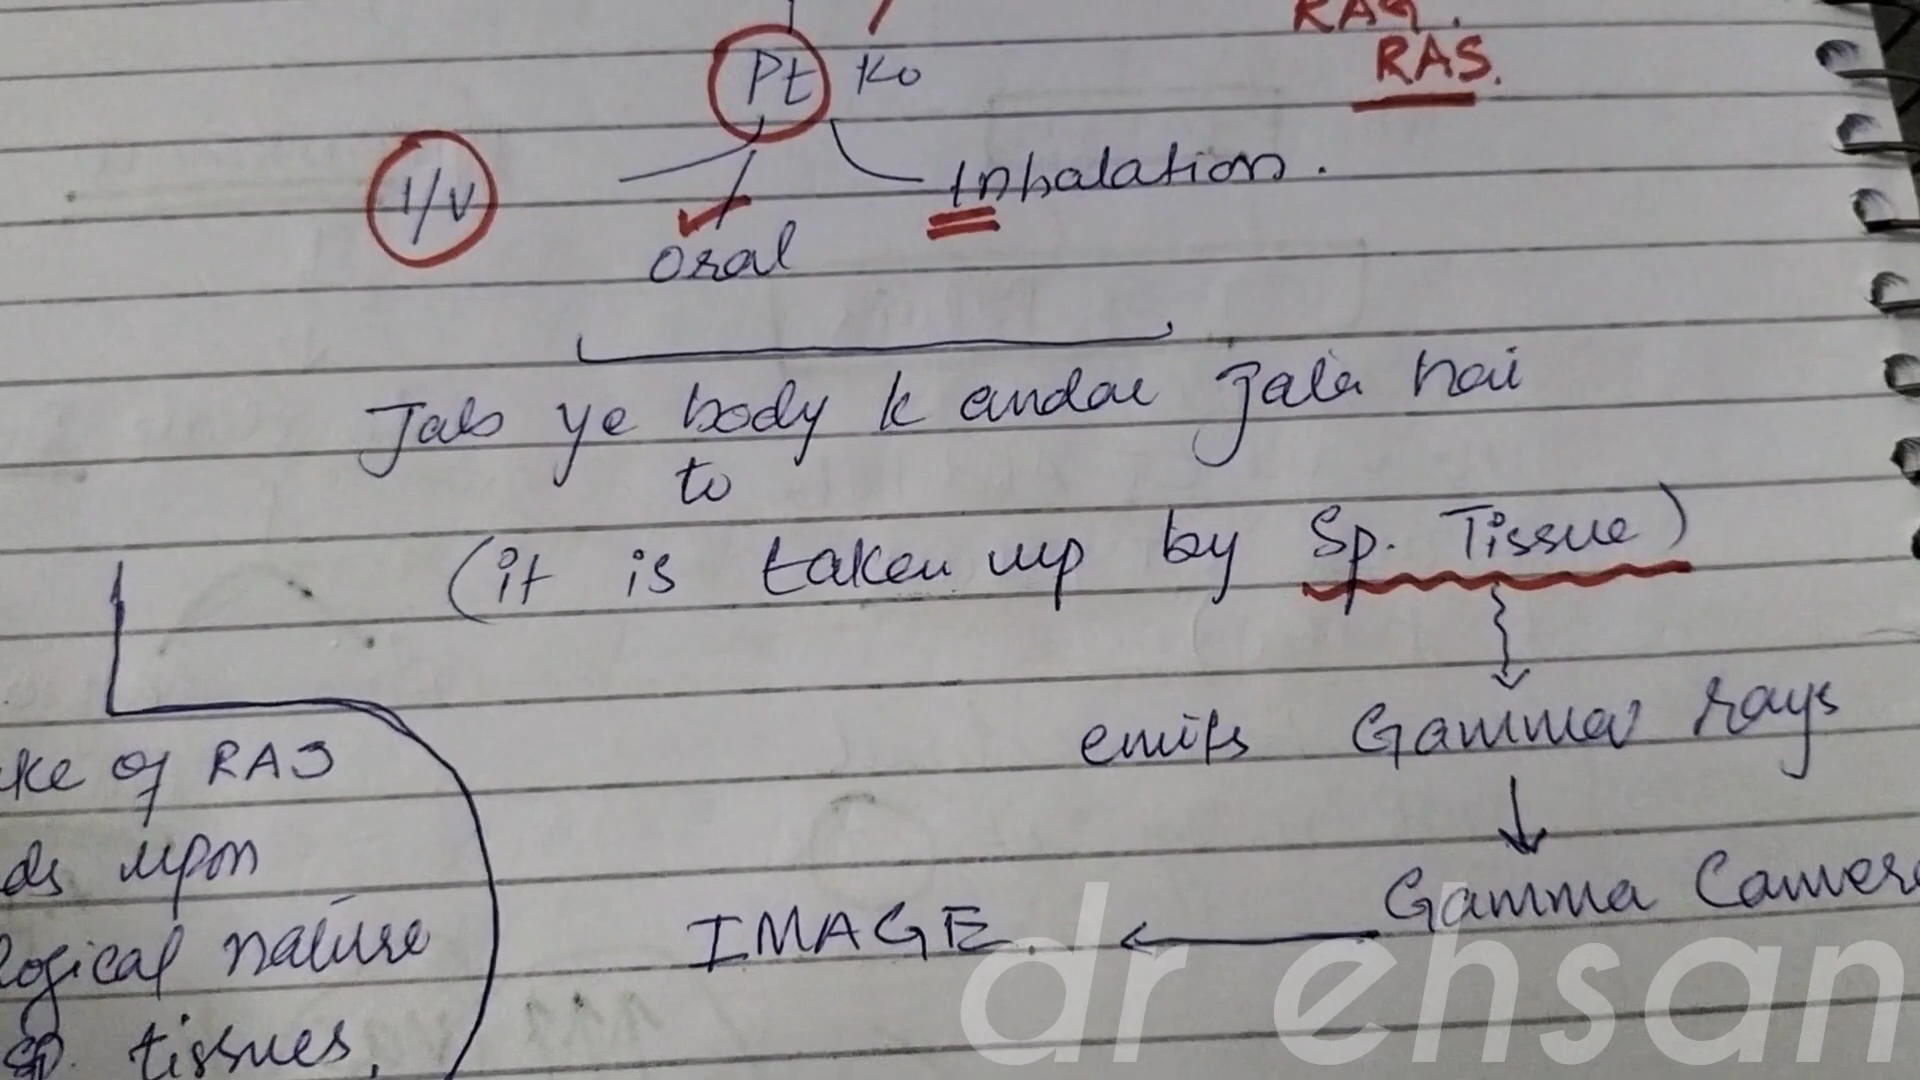 RAS.
Pt Ko
I/V
Inhalation.
Oral
Jab ye body k andar Jata hai
to
(it is taken up by Sp. Tissue)
emits Gamma rays
Gamma Camera
IMAGE.
ke of RAS
ds upon
logical nature
sp. tissues.
dr ehsan